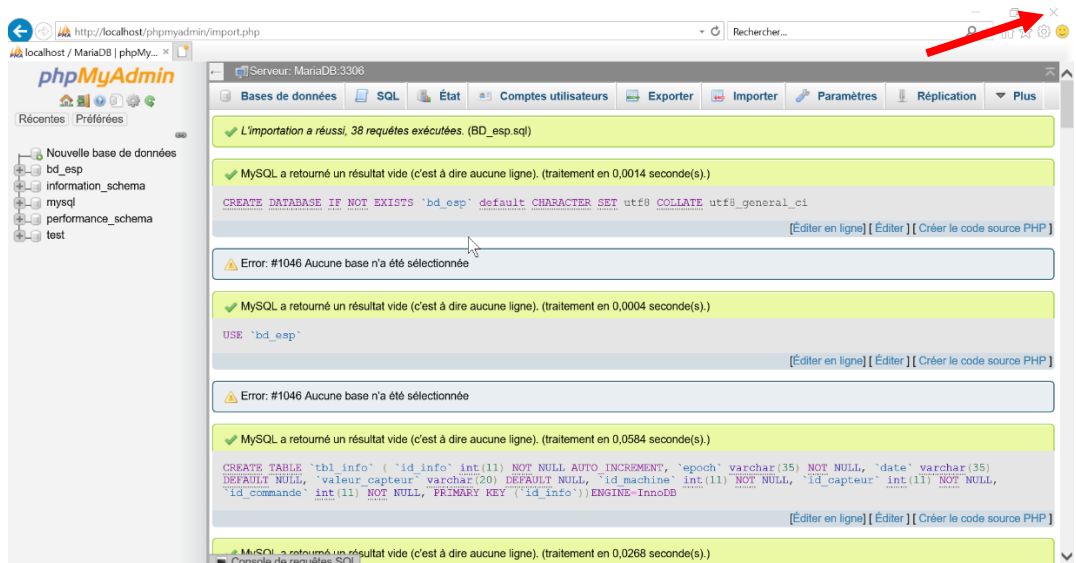 http://localhost/phpmyadmin/import.php
Rechercher...
localhost / MariaDB | phpMy...
phpMyAdmin
Récentes Préférées
Nouvelle base de données
bd_esp
information_schema
mysql
performance_schema
test
Serveur: MariaDB:3306
Bases de données SQL État Comptes utilisateurs Exporter Importer Paramètres Réplication Plus
L'importation a réussi, 38 requêtes exécutées. (BD_esp.sql)
MySQL a retourné un résultat vide (c'est à dire aucune ligne). (traitement en 0,0014 seconde(s).)
CREATE DATABASE IF NOT EXISTS `bd_esp` default CHARACTER SET utf8 COLLATE utf8_general_ci
[Éditer en ligne] [ Éditer ] [ Créer le code source PHP ]
Error: #1046 Aucune base n'a été sélectionnée
MySQL a retourné un résultat vide (c'est à dire aucune ligne). (traitement en 0,0004 seconde(s).)
USE `bd_esp`
[Éditer en ligne] [ Éditer ] [ Créer le code source PHP ]
Error: #1046 Aucune base n'a été sélectionnée
MySQL a retourné un résultat vide (c'est à dire aucune ligne). (traitement en 0,0584 seconde(s).)
CREATE TABLE `tbl_info` ( `id_info` int(11) NOT NULL AUTO_INCREMENT, `epoch` varchar(35) NOT NULL, `date` varchar(35)
DEFAULT NULL, `valeur_capteur` varchar(20) DEFAULT NULL, `id_machine` int(11) NOT NULL, `id_capteur` int(11) NOT NULL,
`id_commande` int(11) NOT NULL, PRIMARY KEY (`id_info`))ENGINE=InnoDB
[Éditer en ligne] [ Éditer ] [ Créer le code source PHP ]
MySQL a retourné un résultat vide (c'est à dire aucune ligne). (traitement en 0,0268 seconde(s).)
Console de requêtes SQL